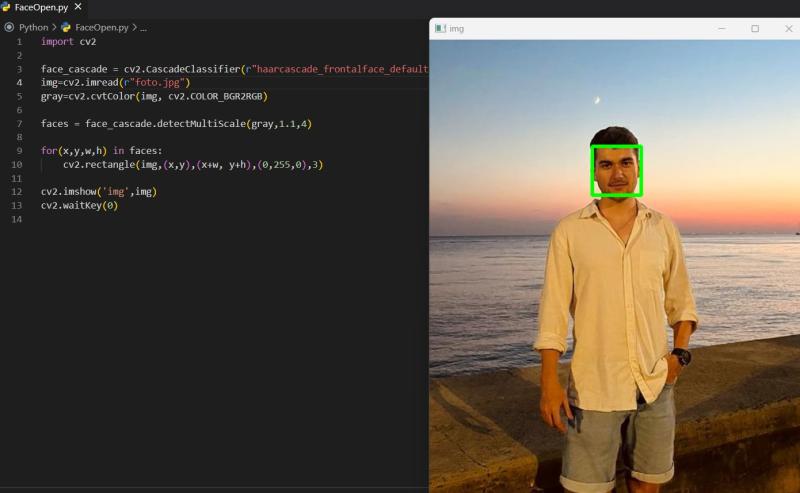 FaceOpen.py
Python > FaceOpen.py > ...
1 import cv2
2
3 face_cascade = cv2.CascadeClassifier(r"haarcascade_frontalface_default
4 img=cv2.imread(r"foto.jpg")
5 gray=cv2.cvtColor(img, cv2.COLOR_BGR2RGB)
6
7 faces = face_cascade.detectMultiScale(gray,1.1,4)
8
9 for(x,y,w,h) in faces:
10     cv2.rectangle(img,(x,y),(x+w, y+h),(0,255,0),3)
11
12 cv2.imshow('img',img)
13 cv2.waitKey(0)
14
img